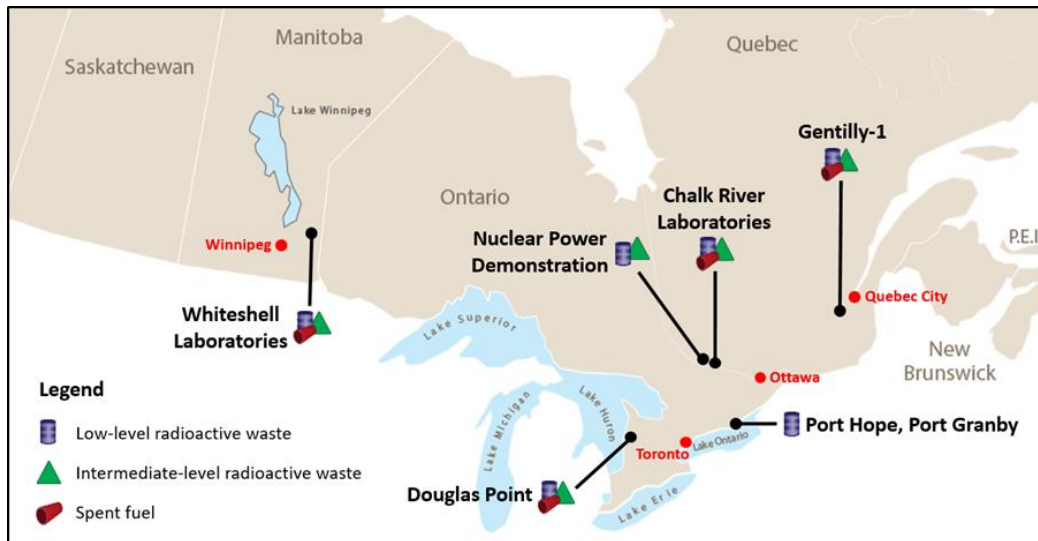 Manitoba
Quebec
Saskatchewan
Lake Winnipeg
Gentilly-1
Ontario
Chalk River
Laboratories
Nuclear Power
Demonstration
P.E.I
Winnipeg
Quebec City
Whiteshell
Laboratories
Lake Superior
New
Brunswick
Ottawa
Legend
Low-level radioactive waste
Intermediate-level radioactive waste
Spent fuel
Lake Michigan
Lake Huron
Port Hope, Port Granby
Toronto
Lake Ontario
Douglas Point
Lake Erie